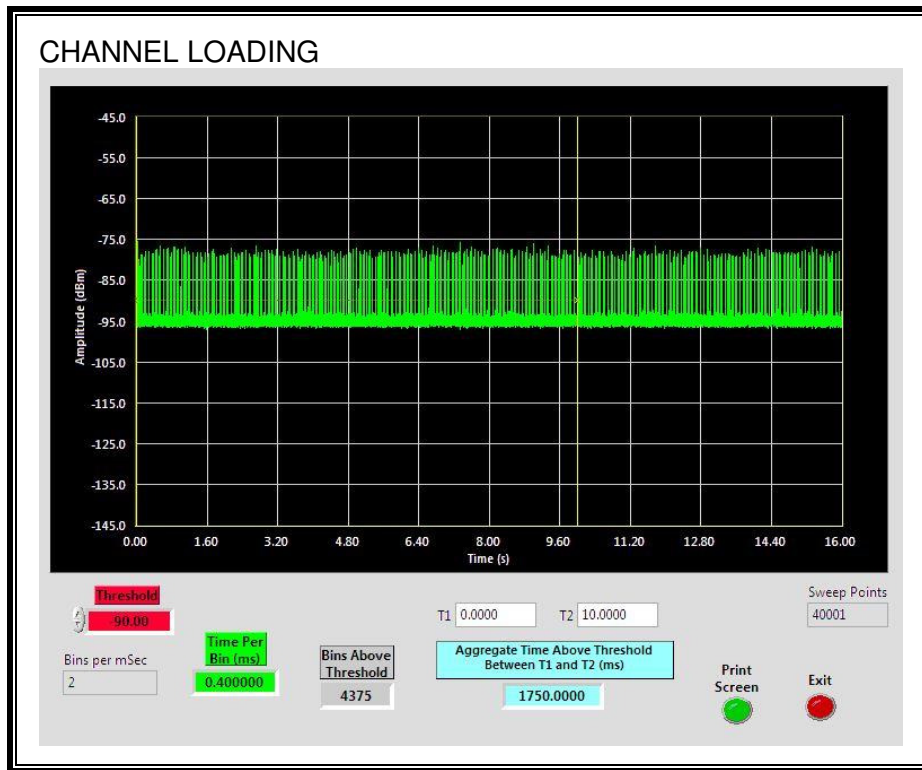 CHANNEL LOADING
-45.0
-55.0
-65.0
-75.0
-85.0
-95.0
-105.0
-115.0
-125.0
-135.0
-145.0
Amplitude (dBm)
0.00 1.60 3.20 4.80 6.40 8.00 9.60 11.20 12.80 14.40 16.00
Time (s)
Threshold
-90.00
Bins per mSec
2
Time Per
Bin (ms)
0.400000
Bins Above
Threshold
4375
T1 0.0000 T2 10.0000
Aggregate Time Above Threshold
Between T1 and T2 (ms)
1750.0000
Sweep Points
40001
Print
Screen
Exit